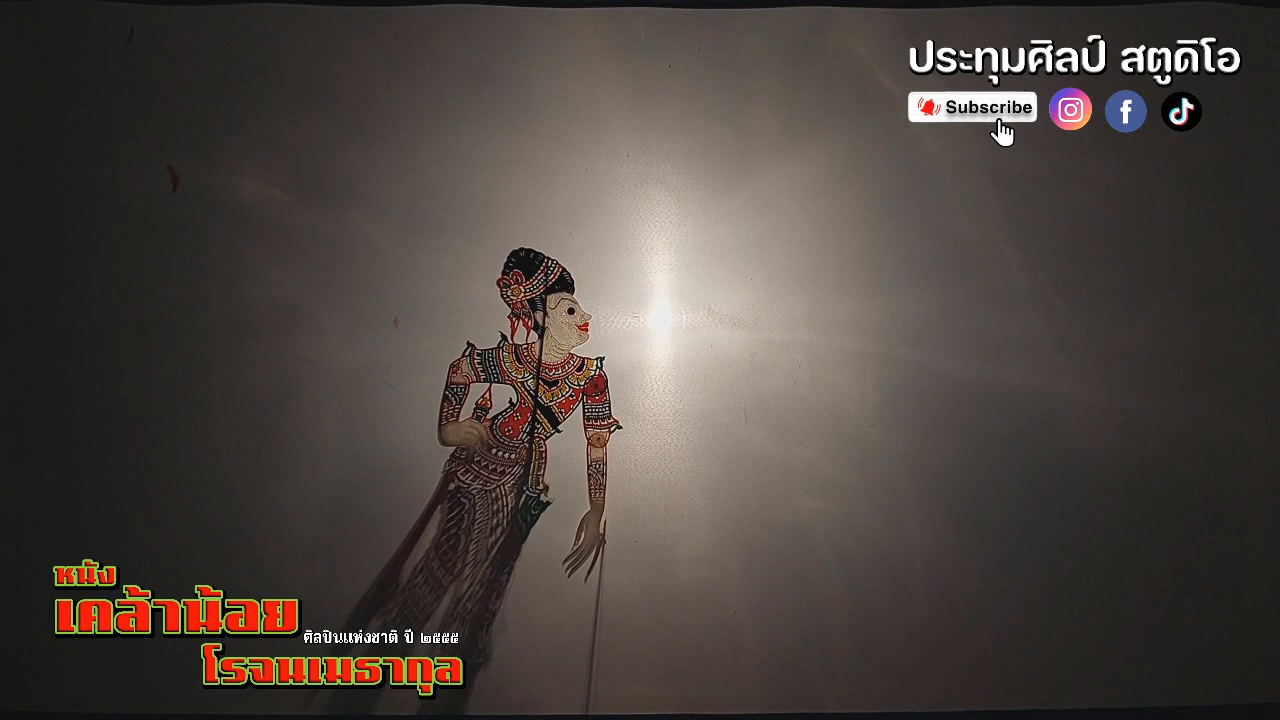 ประทุมศิลป์ สตูดิโอ
Subscribe
หนัง
เคล้าน้อย
ศิลปินแห่งชาติ ปี ๒๕๕๕
โรจนเมธากุล